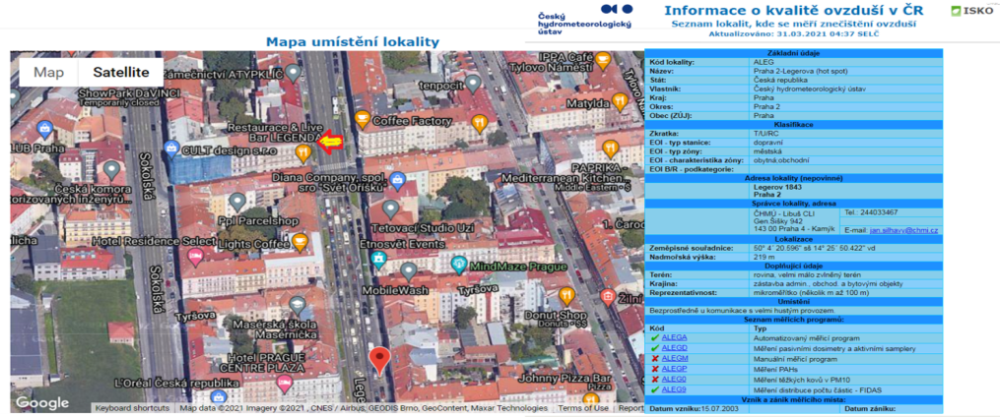 Český
hydrometeorologický
ústav
Informace o kvalitě ovzduší v ČR
Seznam lokalit, kde se měří znečištění ovzduší
Aktualizováno: 31.03.2021 04:37 SELČ
ISKO
Mapa umístění lokality
Map Satellite
ShowPark DaVINCI
Temporarily closed
zámečnictví ATYPKLIČ
tenpocit
IPPA Café
Tylovo Náměstí
Matylda
Coffee Factory
Restaurace & Live
Bar LEGENDA
CULT design s.r.o
LUB Praha
Sokolská
Česká komora
orizovaných inženýrů...
Diana Company, spol.
sro "Svět Oříšků"
PAPRIKA -
Mediterranean Kitchen,
Middle Eastern • $
Ppl Parcelshop
Tetovací Studio Uzi
1. Čaroc
licha
Hotel Residence Select
Lights Coffee
Etnosvět Events
MindMaze Prague
MobileWash
Tyršova
Sokolská
Legerova
Tyršova
Masérská škola
Masernička
Donut Shop
Donuts • $$
Žilní
Hotel PRAGUE
CENTRE PLAZA
L'Oréal Česká republika
Johnny Pizza Bar
Pizza
Lege
Google
Keyboard shortcuts Map data ©2021 Imagery ©2021 , CNES / Airbus, GEODIS Brno, GeoContent, Maxar Technologies Terms of Use Report
Základní údaje
Kód lokality: ALEG
Název: Praha 2-Legerova (hot spot)
Stát: Česká republika
Vlastník: Český hydrometeorologický ústav
Kraj: Praha
Okres: Praha 2
Obec (ZÚJ): Praha
Klasifikace
Zkratka: T/U/RC
EOI - typ stanice: dopravní
EOI - typ zóny: městská
EOI - charakteristika zóny: obytná;obchodní
EOI B/R - podkategorie:
Adresa lokality (nepovinné)
Legerov 1843
Praha 2
Správce lokality, adresa
ČHMÚ - Libuš CLI
Gen.Šišky 942
143 00 Praha 4 - Kamýk
Tel.: 244033467
E-mail: jan.silhavy@chmi.cz
Lokalizace
Zeměpisné souřadnice: 50° 4´ 20.596" sš 14° 25´ 50.422" vd
Nadmořská výška: 219 m
Doplňující údaje
Terén: rovina, velmi málo zvlněný terén
Krajina: zástavba admin., obchod. a bytovými objekty
Reprezentativnost: mikroměřítko (několik m až 100 m)
Umístění
Bezprostředně u komunikace s velmi hustým provozem.
Seznam měřicích programů:
Kód Typ
ALEGA Automatizovaný měřicí program
ALEGD Měření pasivními dosimetry a aktivními samplery
ALEGM Manuální měřicí program
ALEGP Měření PAHs
ALEG0 Měření těžkých kovů v PM10
ALEG9 Měření distribuce počtu částic - FIDAS
Vznik a zánik měřicího místa:
Datum vzniku:15.07.2003 Datum zániku: